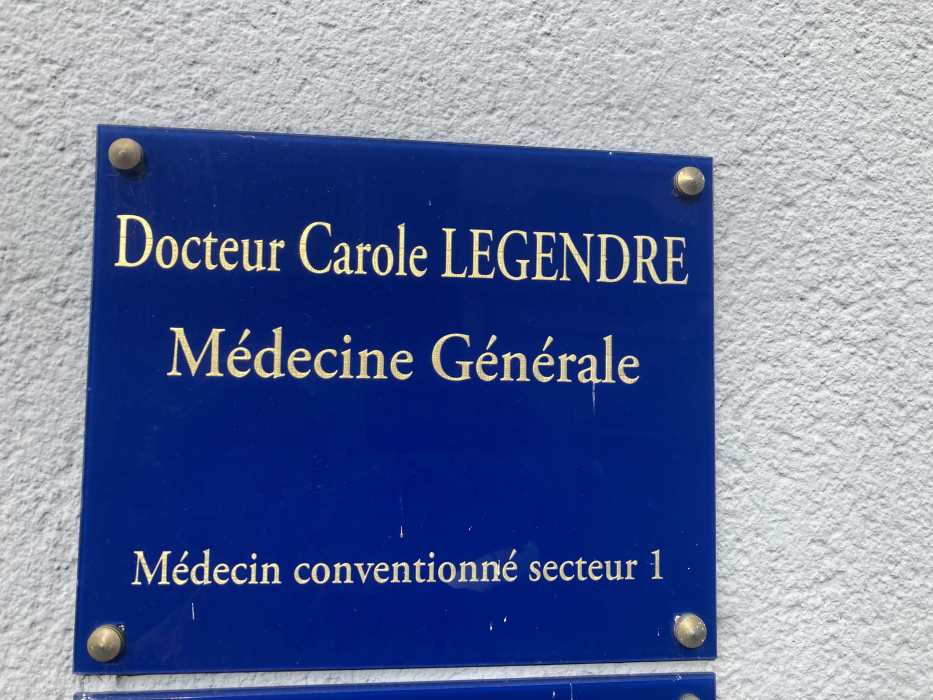 Docteur Carole LEGENDRE
Médecine Générale
Médecin conventionné secteur 1